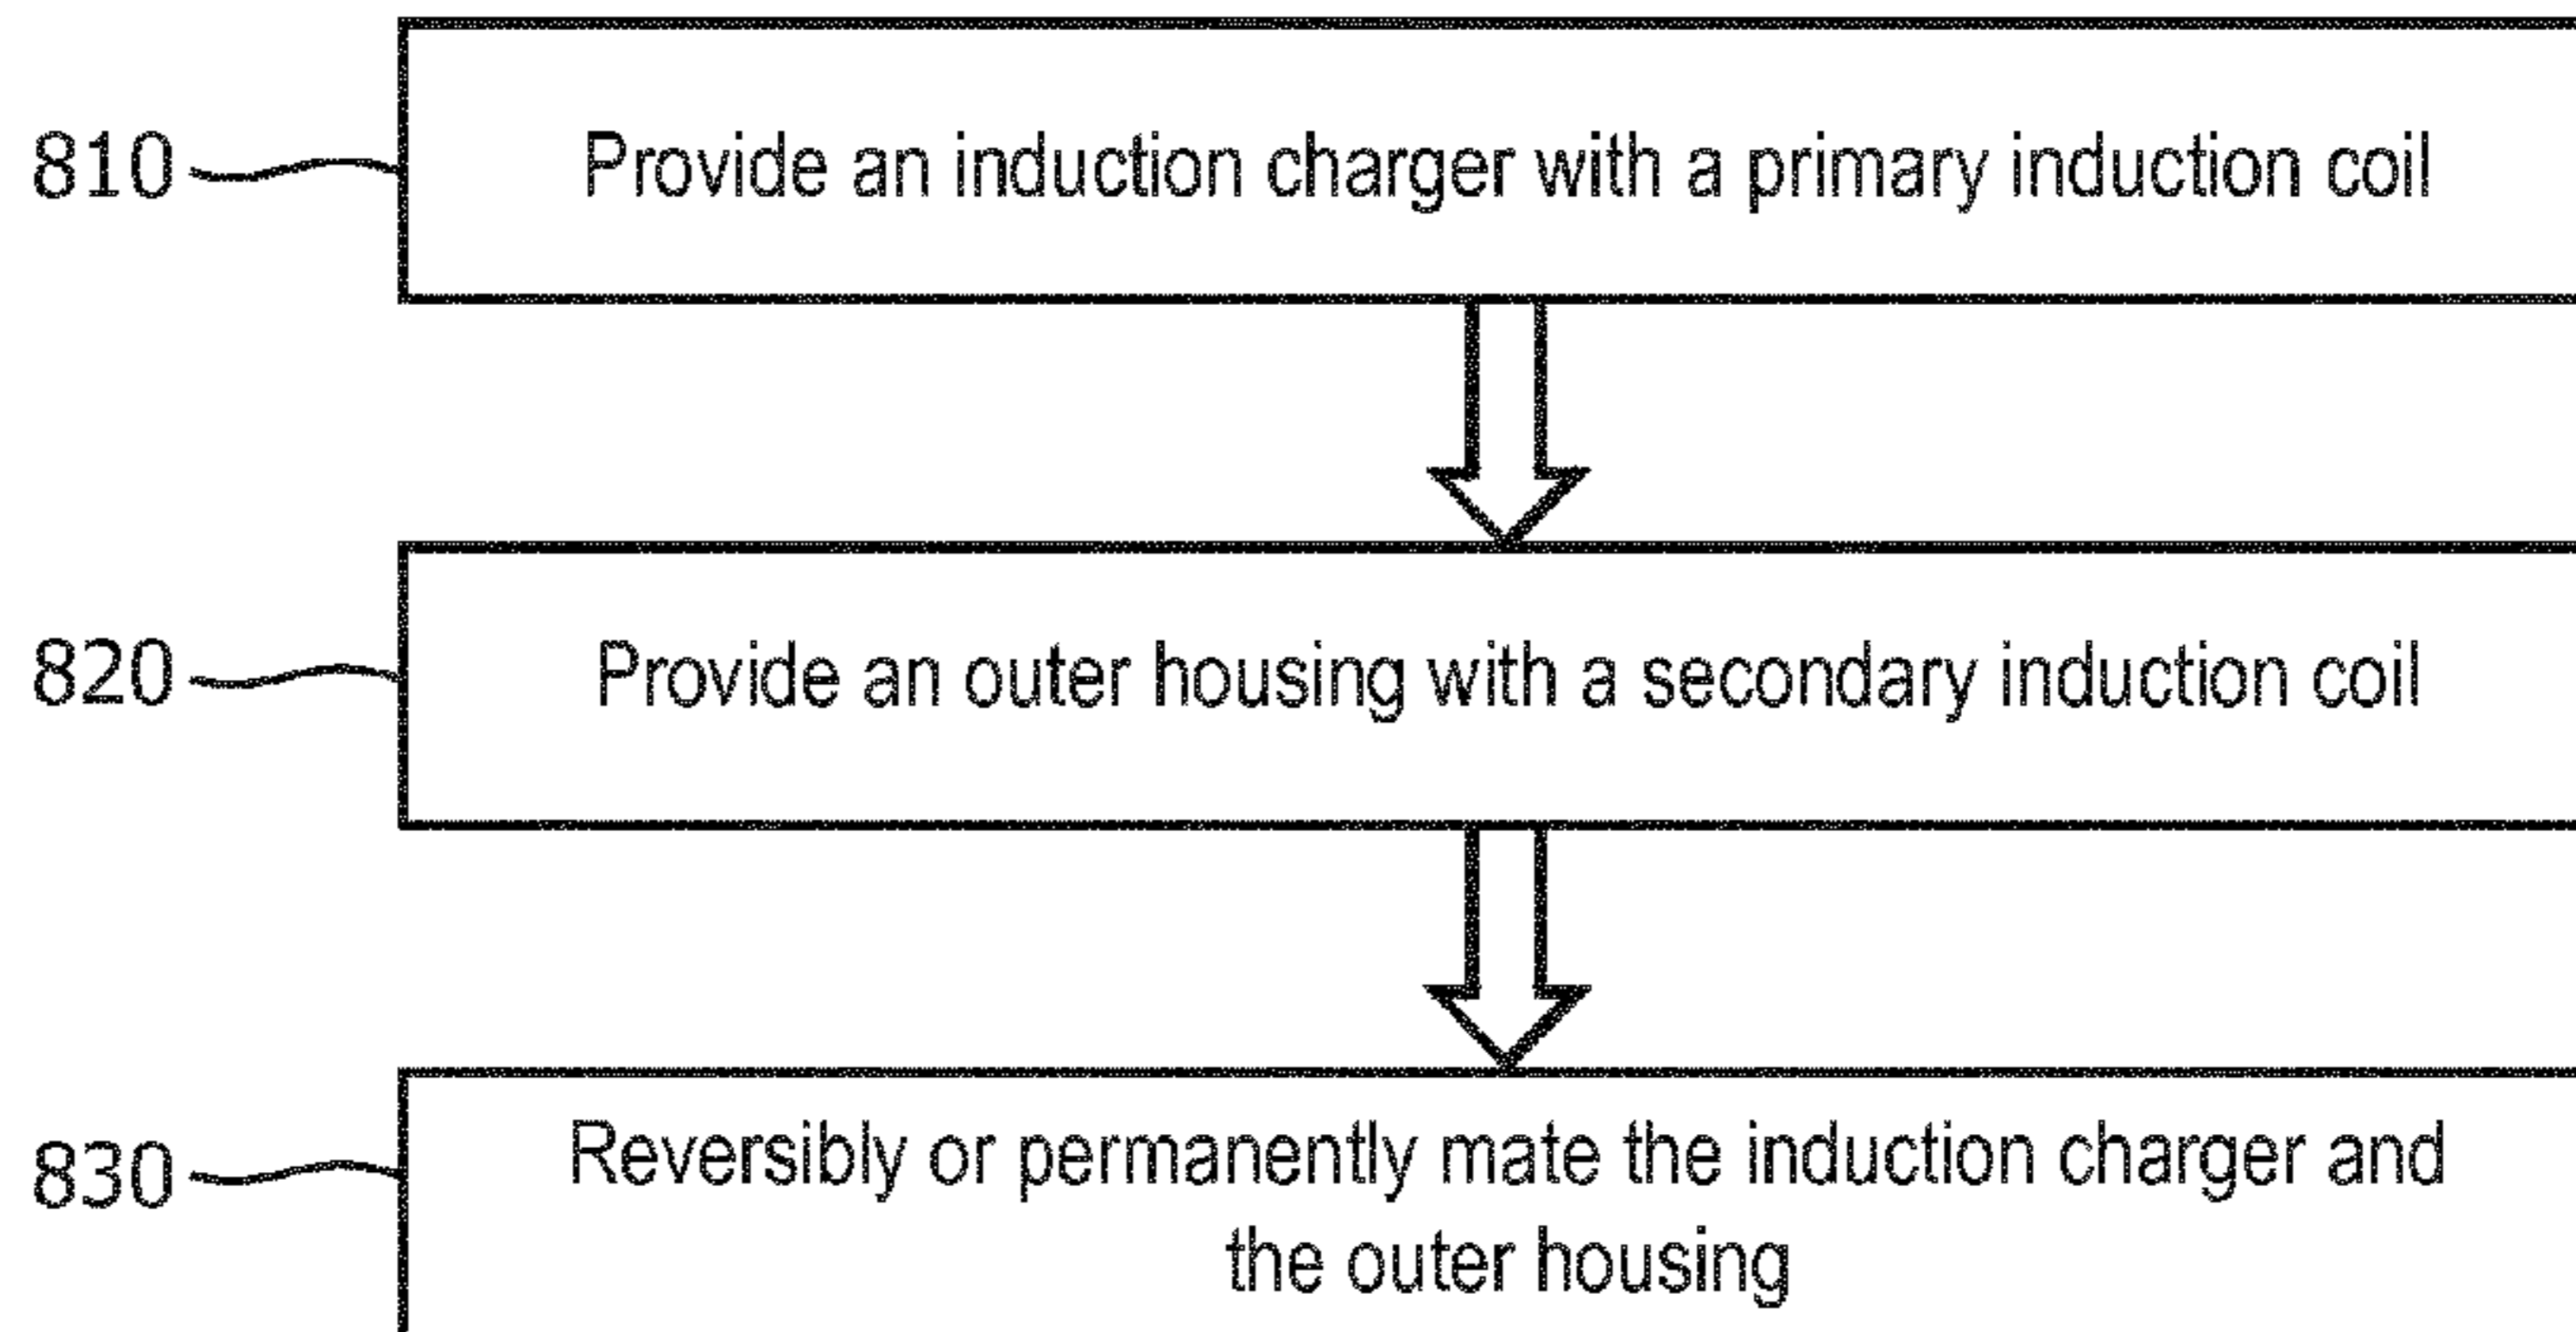 810
Provide an induction charger with a primary induction coil
820
Provide an outer housing with a secondary induction coil
830
Reversibly or permanently mate the induction charger and
the outer housing